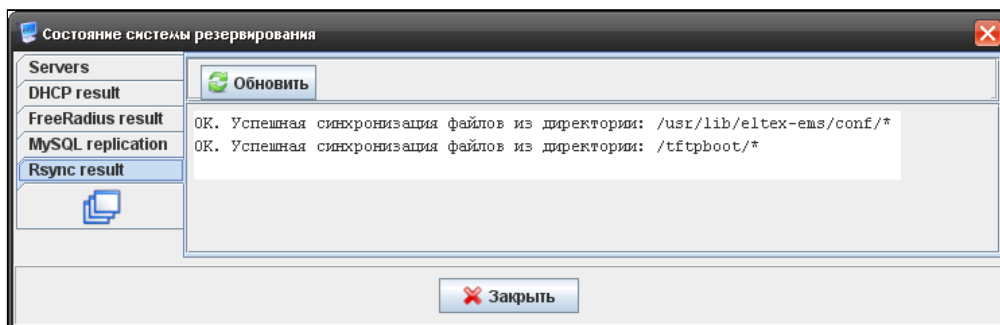 Состояние системы резервирования
Servers
DHCP result
FreeRadius result
MySQL replication
Rsync result
Обновить
OK. Успешная синхронизация файлов из директории: /usr/lib/eltex-ems/conf/*
OK. Успешная синхронизация файлов из директории: /tftpboot/*
Закрыть